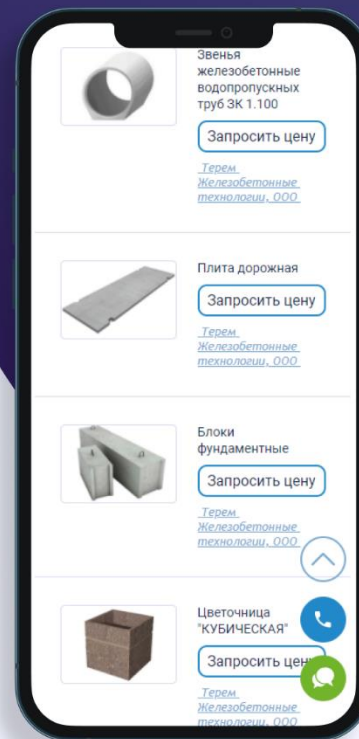 Звенья
железобетонные
водопропускных
труб ЗК 1.100
Запросить цену
Терем
Железобетонные
технологии, ООО
Плита дорожная
Запросить цену
Терем
Железобетонные
технологии, ООО
Блоки
фундаментные
Запросить цену
Терем
Железобетонные
технологии, ООО
Цветочница
"КУБИЧЕСКАЯ"
Запросить
Терем
Железобетонные
технологии, ООО